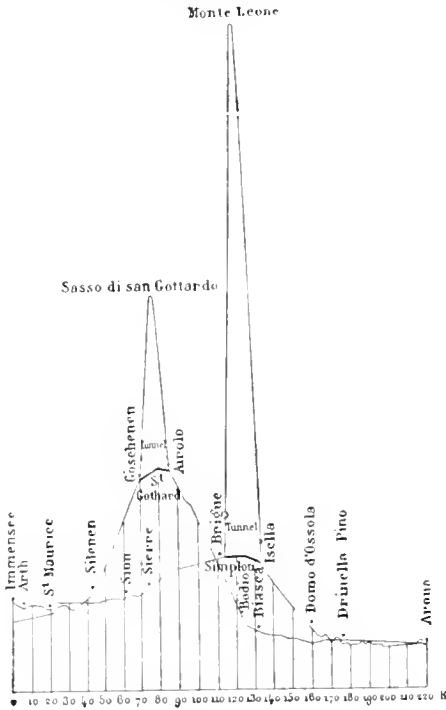 Monte Leone
Sasso di san Gottardo
Goschenen
Tunnel
Airolo
St
Gothard
Immensee
Arth
St Maurice
Silenen
Sion
Sierre
Brigue
Tunnel
Simplon
Bodio
Biasca
Iselle
Domo d'Ossola
Pino
Arona
0 10 20 30 40 50 60 70 80 90 100 110 120 130 140 150 160 170 180 190 200 210 220 K